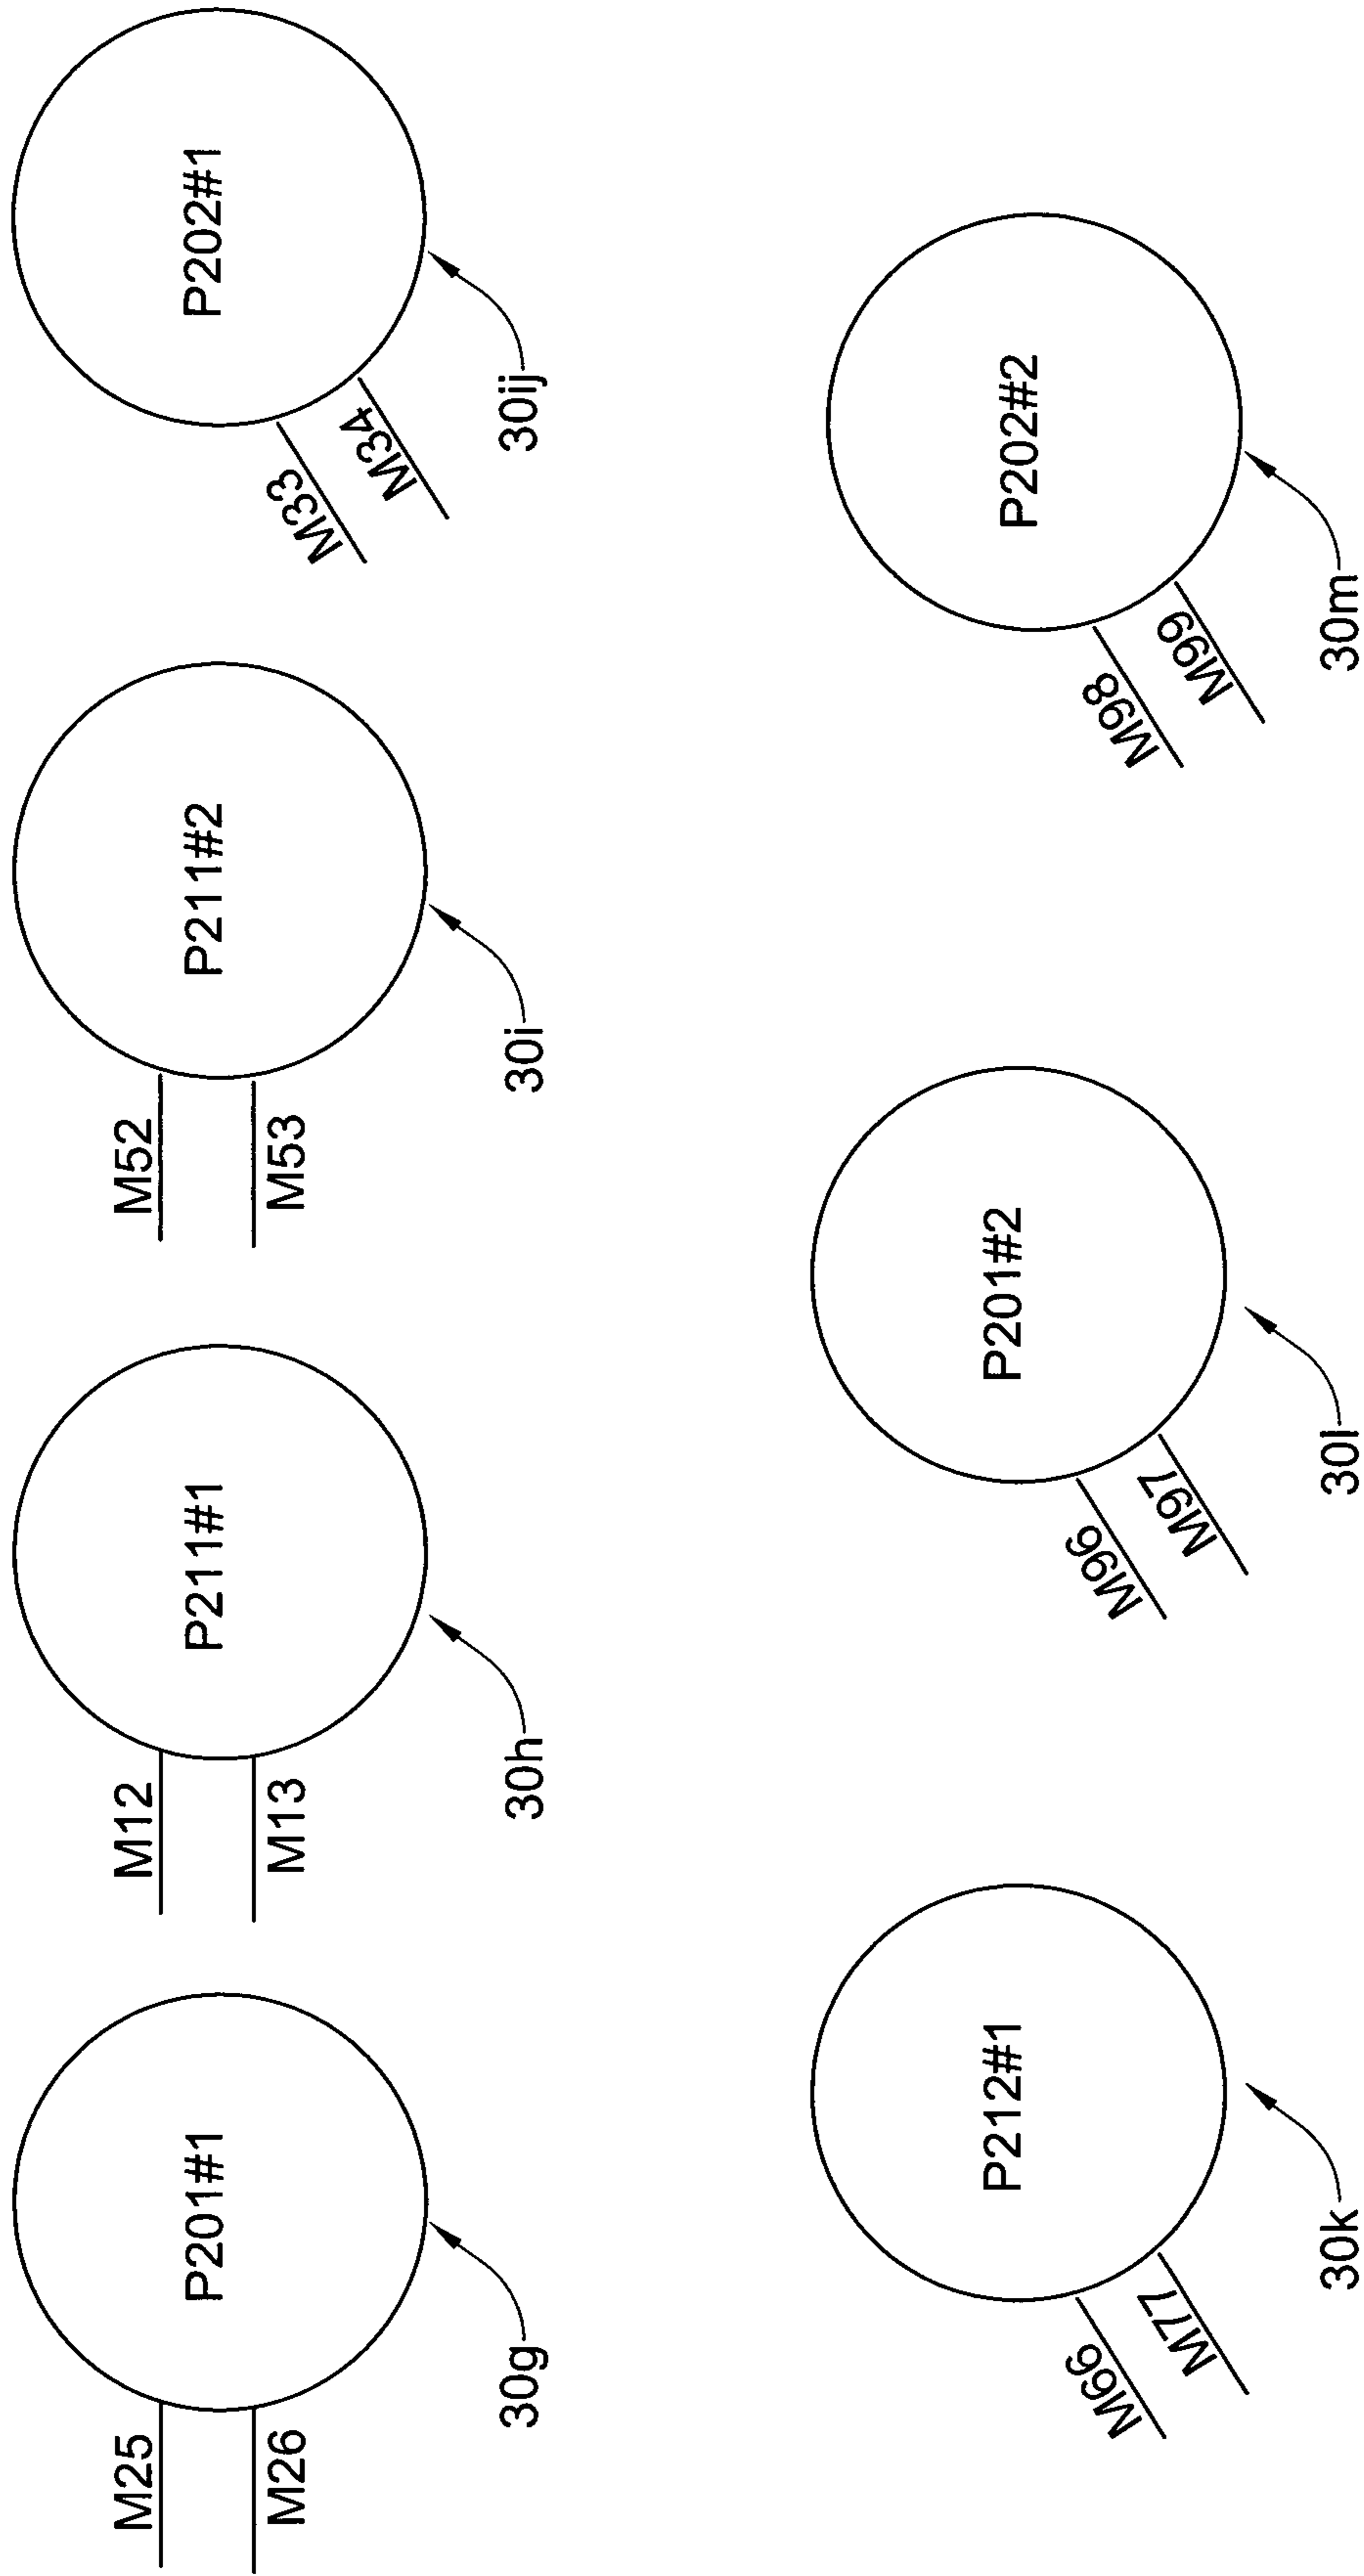 M25
M26
P201#1
30g
M12
M13
P211#1
30h
M52
M53
P211#2
30i
M33
M34
P202#1
30ij
M66
M77
P212#1
30k
M96
M97
P201#2
30l
M98
M99
P202#2
30m